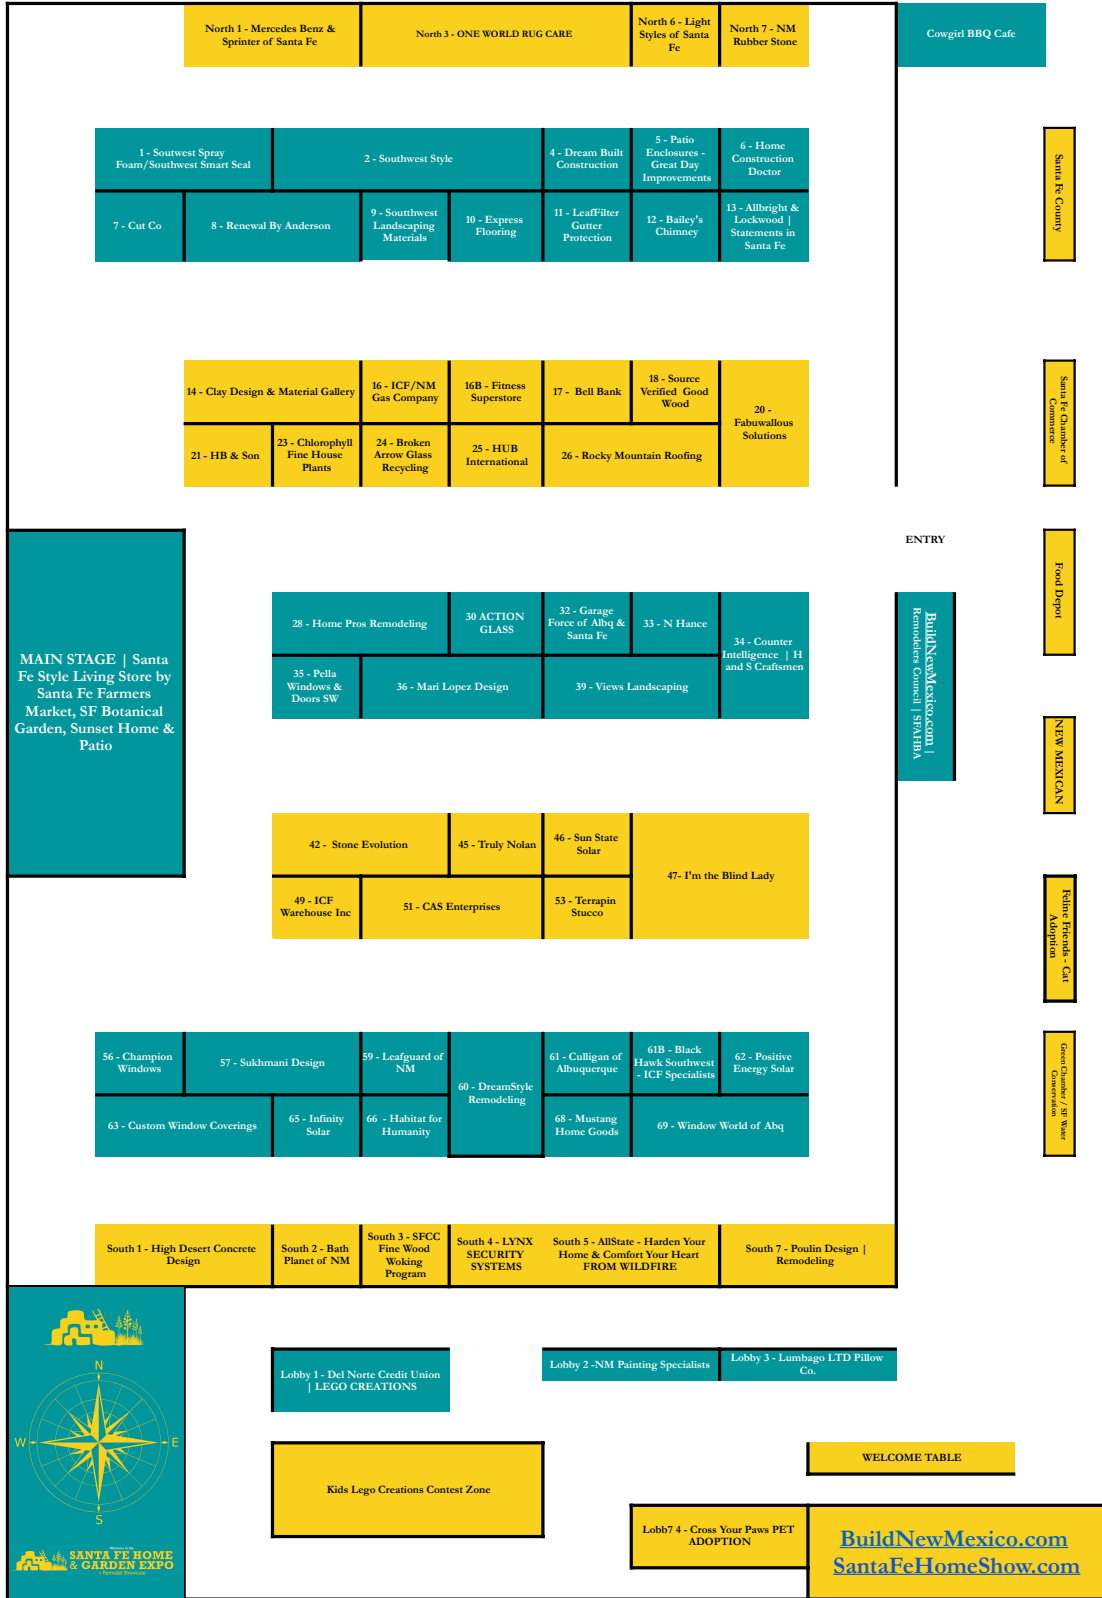 North 1 - Mercedes Benz &
Sprinter of Santa Fe
North 3 - ONE WORLD RUG CARE
North 6 - Light
Styles of Santa
Fe
North 7 - NM
Rubber Stone
Cowgirl BBQ Cafe
1 - Soutwest Spray
Foam/Southwest Smart Seal
2 - Southwest Style
4 - Dream Built
Construction
5 - Patio
Enclosures -
Great Day
Improvements
6 - Home
Construction
Doctor
Santa Fe County
7 - Cut Co
8 - Renewal By Anderson
9 - Soutthwest
Landscaping
Materials
10 - Express
Flooring
11 - LeafFilter
Gutter
Protection
12 - Bailey's
Chimney
13 - Allbright &
Lockwood |
Statements in
Santa Fe
14 - Clay Design & Material Gallery
16 - ICF/NM
Gas Company
16B - Fitness
Superstore
17 - Bell Bank
18 - Source
Verified Good
Wood
20 -
Fabuwallous
Solutions
Santa Fe Chamber of
Commerce
21 - HB & Son
23 - Chlorophyll
Fine House
Plants
24 - Broken
Arrow Glass
Recycling
25 - HUB
International
26 - Rocky Mountain Roofing
ENTRY
Food Depot
MAIN STAGE | Santa
Fe Style Living Store by
Santa Fe Farmers
Market, SF Botanical
Garden, Sunset Home &
Patio
28 - Home Pros Remodeling
30 ACTION
GLASS
32 - Garage
Force of Albq &
Santa Fe
33 - N Hance
34 - Counter
Intelligence | H
and S Craftsmen
BuildNewMexico.com |
Remodelers Council | SFAHBA
35 - Pella
Windows &
Doors SW
36 - Mari Lopez Design
39 - Views Landscaping
NEW MEXICAN
42 - Stone Evolution
45 - Truly Nolan
46 - Sun State
Solar
47- I'm the Blind Lady
49 - ICF
Warehouse Inc
51 - CAS Enterprises
53 - Terrapin
Stucco
Feline Friends - Cat
Adoption
56 - Champion
Windows
57 - Sukhmani Design
59 - Leafguard of
NM
60 - DreamStyle
Remodeling
61 - Culligan of
Albuquerque
61B - Black
Hawk Southwest
- ICF Specialists
62 - Positive
Energy Solar
Green Chamber / SF Water
Conservation
63 - Custom Window Coverings
65 - Infinity
Solar
66 - Habitat for
Humanity
68 - Mustang
Home Goods
69 - Window World of Abq
South 1 - High Desert Concrete
Design
South 2 - Bath
Planet of NM
South 3 - SFCC
Fine Wood
Woking
Program
South 4 - LYNX
SECURITY
SYSTEMS
South 5 - AllState - Harden Your
Home & Comfort Your Heart
FROM WILDFIRE
South 7 - Poulin Design |
Remodeling
Lobby 1 - Del Norte Credit Union
| LEGO CREATIONS
Lobby 2 -NM Painting Specialists
Lobby 3 - Lumbago LTD Pillow
Co.
N
W
E
S
Kids Lego Creations Contest Zone
WELCOME TABLE
Lobb7 4 - Cross Your Paws PET
ADOPTION
BuildNewMexico.com
SantaFeHomeShow.com
Welcome to the
SANTA FE HOME
& GARDEN EXPO
+ Remodel Showcase